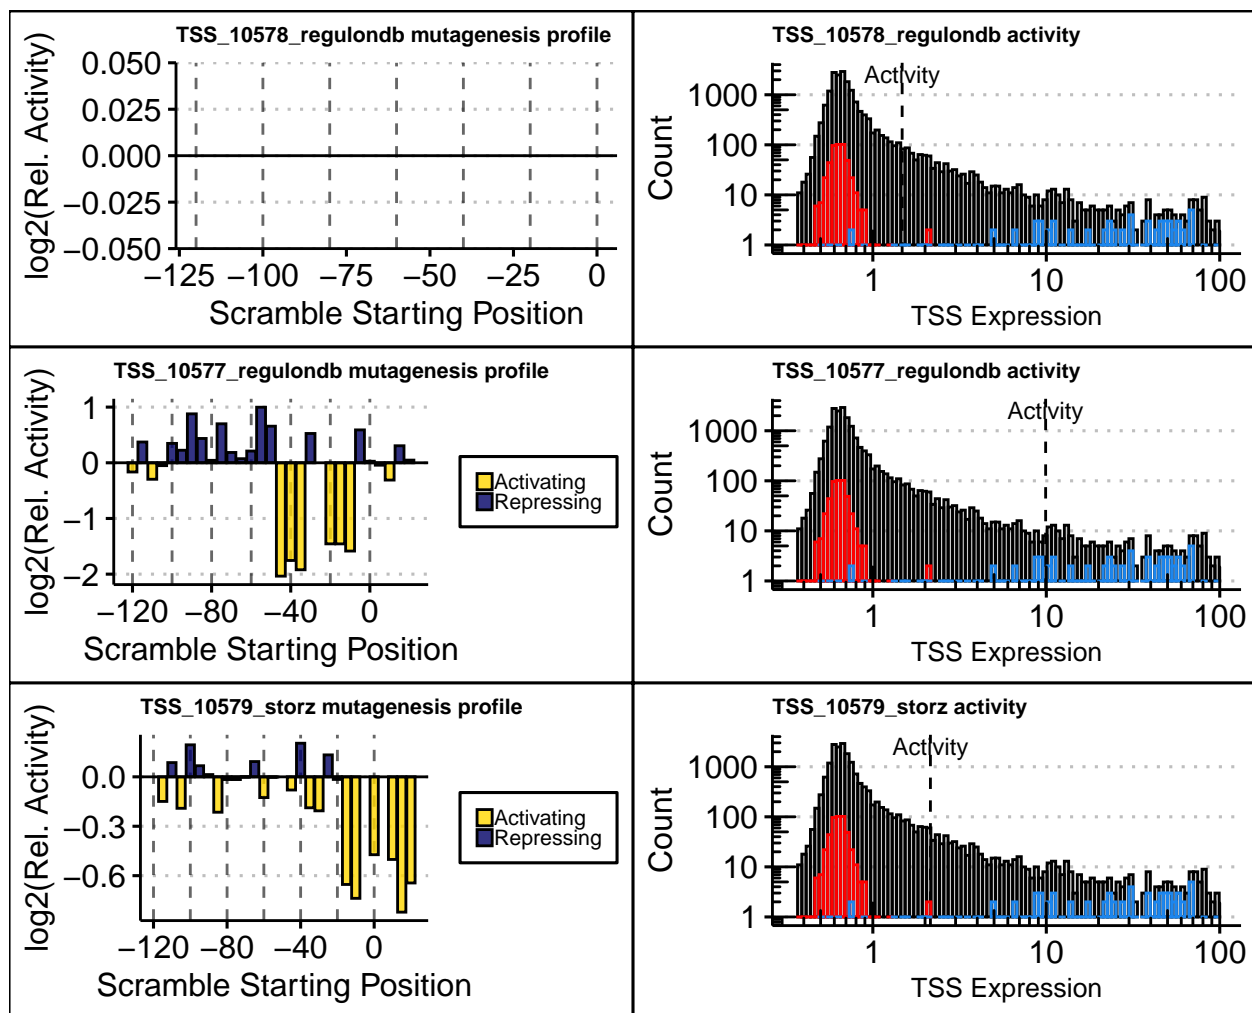 TSS_10578_regulondb mutagenesis profile
log2(Rel. Activity)
0.050
0.025
0.000
−0.025
−0.050
−125 −100 −75 −50 −25 0
Scramble Starting Position
TSS_10578_regulondb activity
Activity
Count
1000
100
10
1
1 10 100
TSS Expression
TSS_10577_regulondb mutagenesis profile
log2(Rel. Activity)
1
0
−1
−2
−120 −80 −40 0
Scramble Starting Position
Activating
Repressing
TSS_10577_regulondb activity
Activity
Count
1000
100
10
1
1 10 100
TSS Expression
TSS_10579_storz mutagenesis profile
log2(Rel. Activity)
0.0
−0.3
−0.6
−120 −80 −40 0
Scramble Starting Position
Activating
Repressing
TSS_10579_storz activity
Activity
Count
1000
100
10
1
1 10 100
TSS Expression